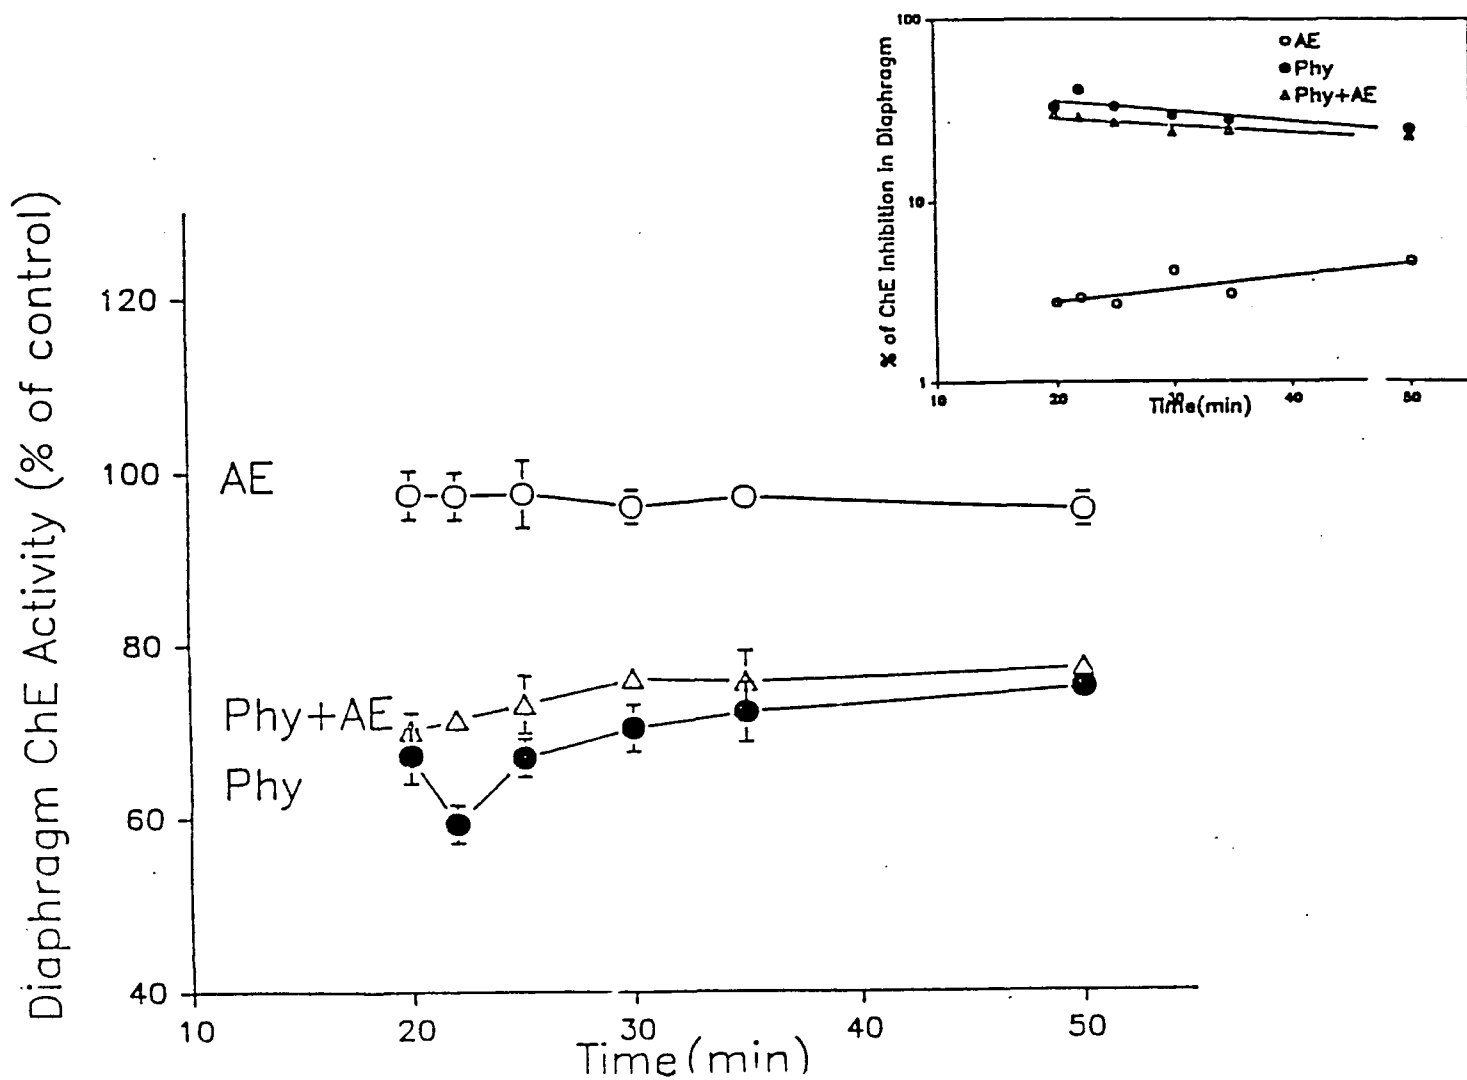 100
10
1
% of ChE Inhibition in Diaphragm
AE
Phy
Phy+AE
10 20 30 40 50
Time(min)
Diaphragm ChE Activity (% of control)
120
100
80
60
40
AE
Phy+AE
Phy
10 20 30 40 50
Time(min)